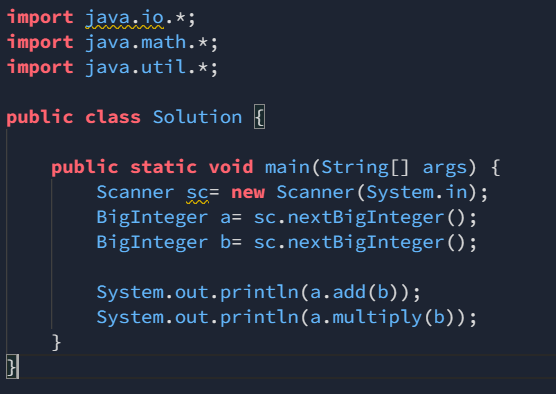 import java.io.*;
import java.math.*;
import java.util.*;

public class Solution {

    public static void main(String[] args) {
        Scanner sc= new Scanner(System.in);
        BigInteger a= sc.nextBigInteger();
        BigInteger b= sc.nextBigInteger();

        System.out.println(a.add(b));
        System.out.println(a.multiply(b));
    }
}